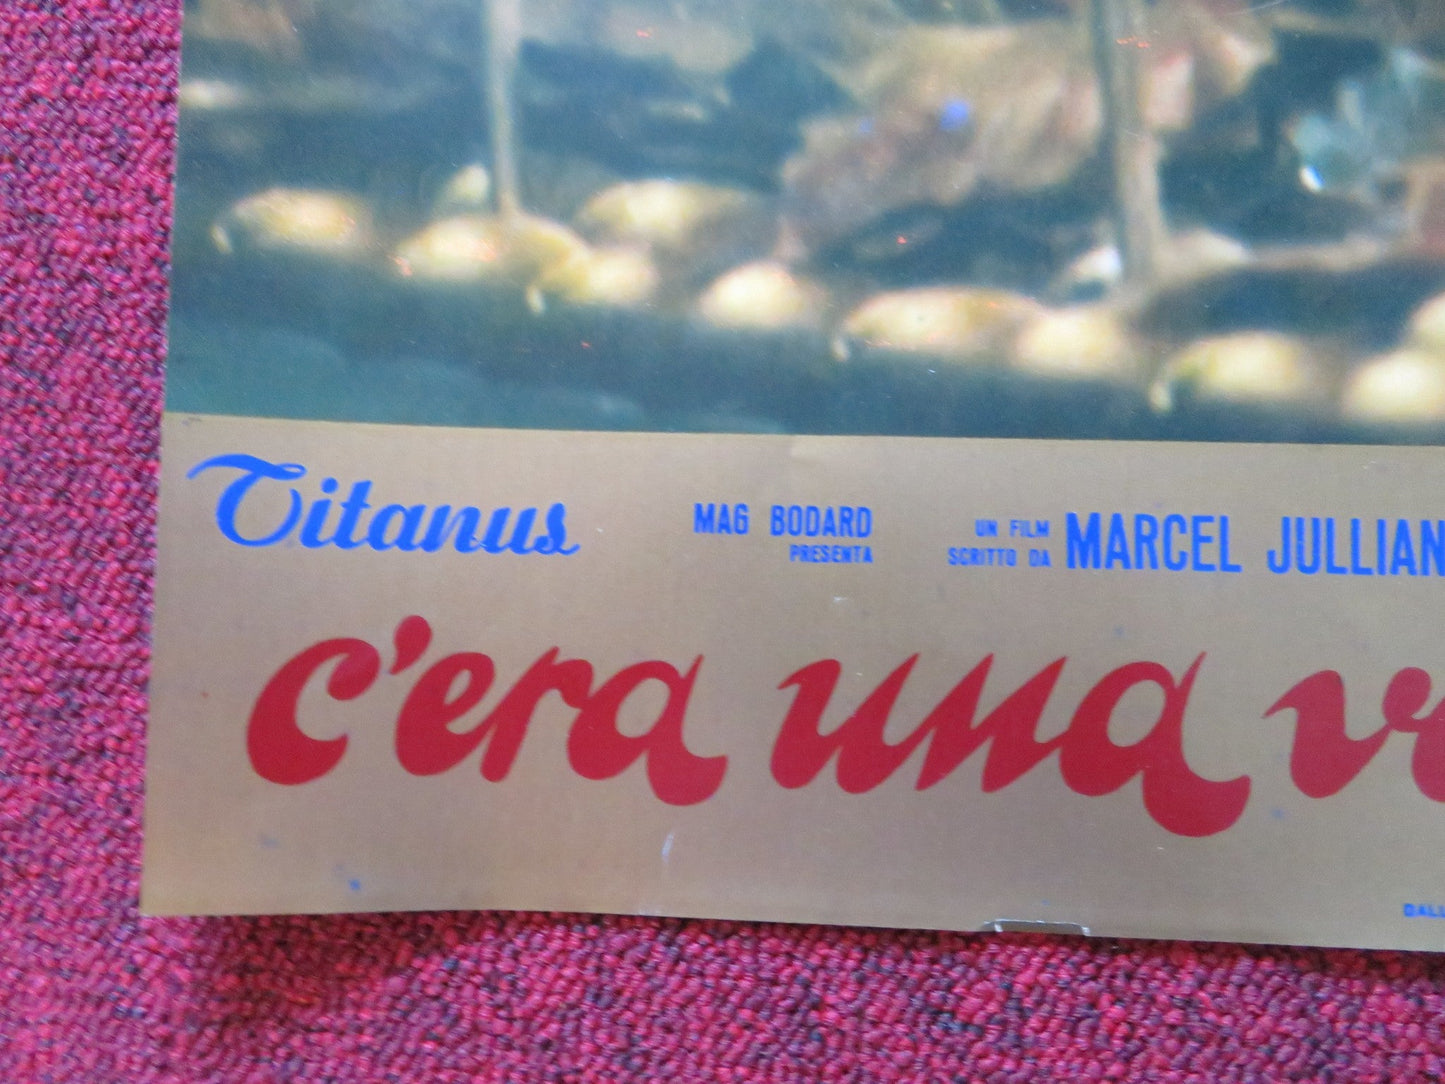 Titanus
MAG BODARD
PRESENTA
UN FILM
SCRITTO DA MARCEL JULLIAN
c'era una